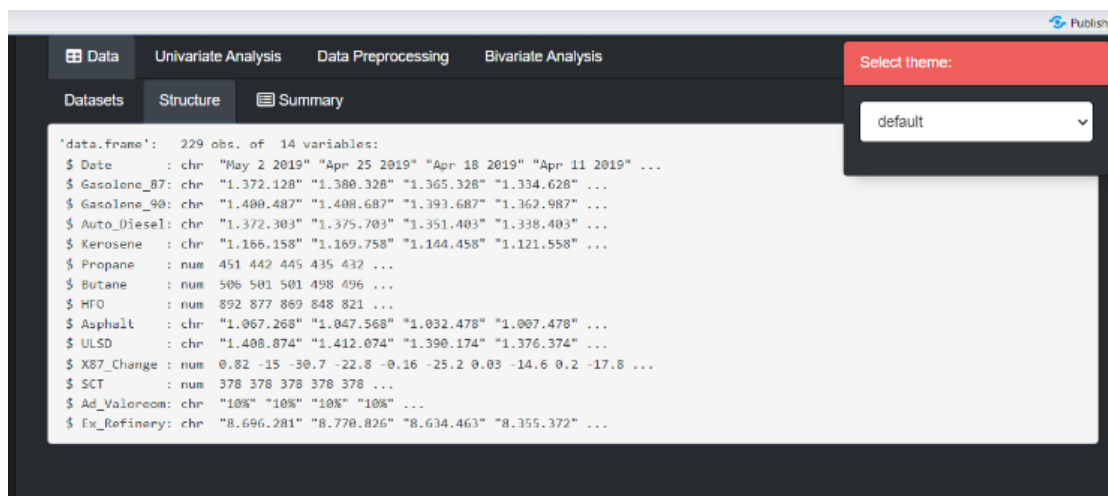 Publish
Data Univariate Analysis Data Preprocessing Bivariate Analysis
Select theme:
Datasets Structure Summary
default
'data.frame': 229 obs. of 14 variables:
$ Date : chr "May 2 2019" "Apr 25 2019" "Apr 18 2019" "Apr 11 2019" ...
$ Gasolene_87: chr "1.372.128" "1.380.328" "1.365.328" "1.334.628" ...
$ Gasolene_90: chr "1.400.487" "1.408.687" "1.393.687" "1.362.987" ...
$ Auto_Diesel: chr "1.372.303" "1.375.703" "1.351.403" "1.338.403" ...
$ Kerosene : chr "1.166.158" "1.169.758" "1.144.458" "1.121.558" ...
$ Propane : num 451 442 445 435 432 ...
$ Butane : num 506 501 501 498 496 ...
$ HFO : num 892 877 869 848 821 ...
$ Asphalt : chr "1.067.268" "1.047.568" "1.032.478" "1.007.478" ...
$ ULSD : chr "1.408.874" "1.412.074" "1.390.174" "1.376.374" ...
$ X87_Change : num 0.82 -15 -30.7 -22.8 -0.16 -25.2 0.03 -14.6 0.2 -17.8 ...
$ SCT : num 378 378 378 378 378 ...
$ Ad_Valoreom: chr "10%" "10%" "10%" "10%" ...
$ Ex_Refinery: chr "8.696.281" "8.770.826" "8.634.463" "8.355.372" ...